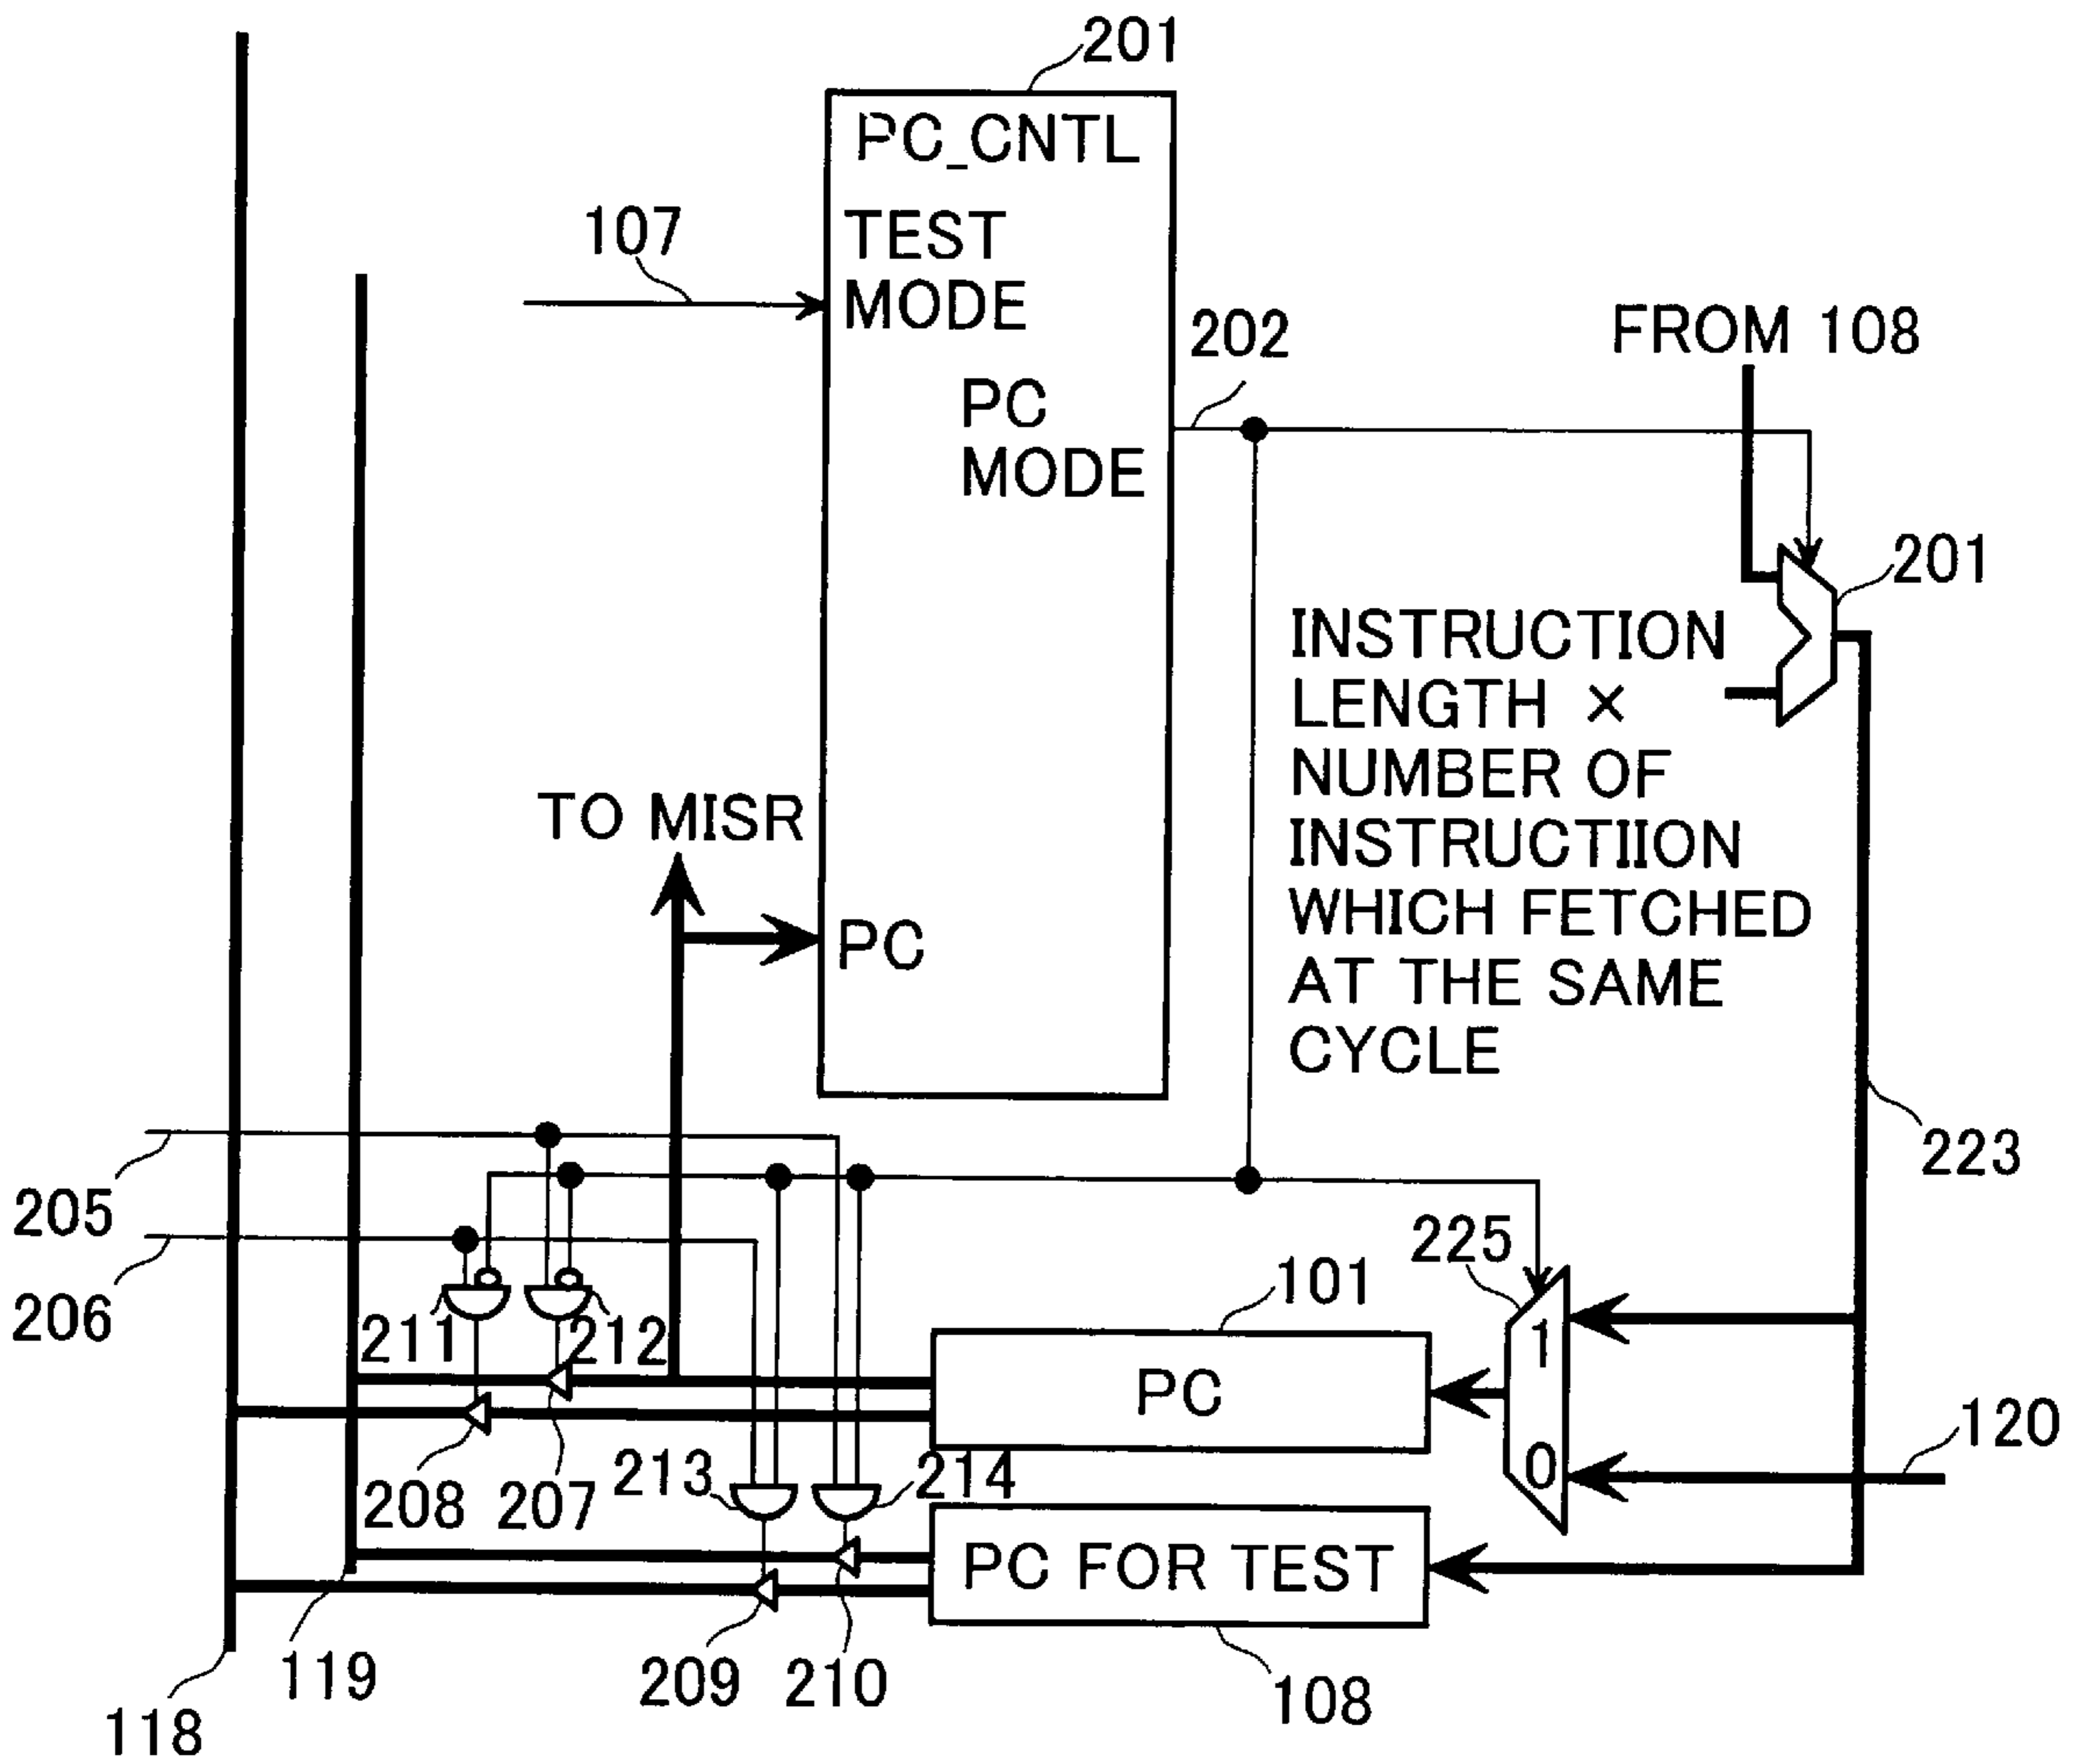 201
PC_CNTL
TEST
MODE
107
202
FROM 108
PC
MODE
201
INSTRUCTION
LENGTH ×
NUMBER OF
INSTRUCTIION
WHICH FETCHED
AT THE SAME
CYCLE
TO MISR
PC
223
205
206
225
211
212
101
PC
1
0
120
208
207
213
214
PC FOR TEST
119
118
209
210
108